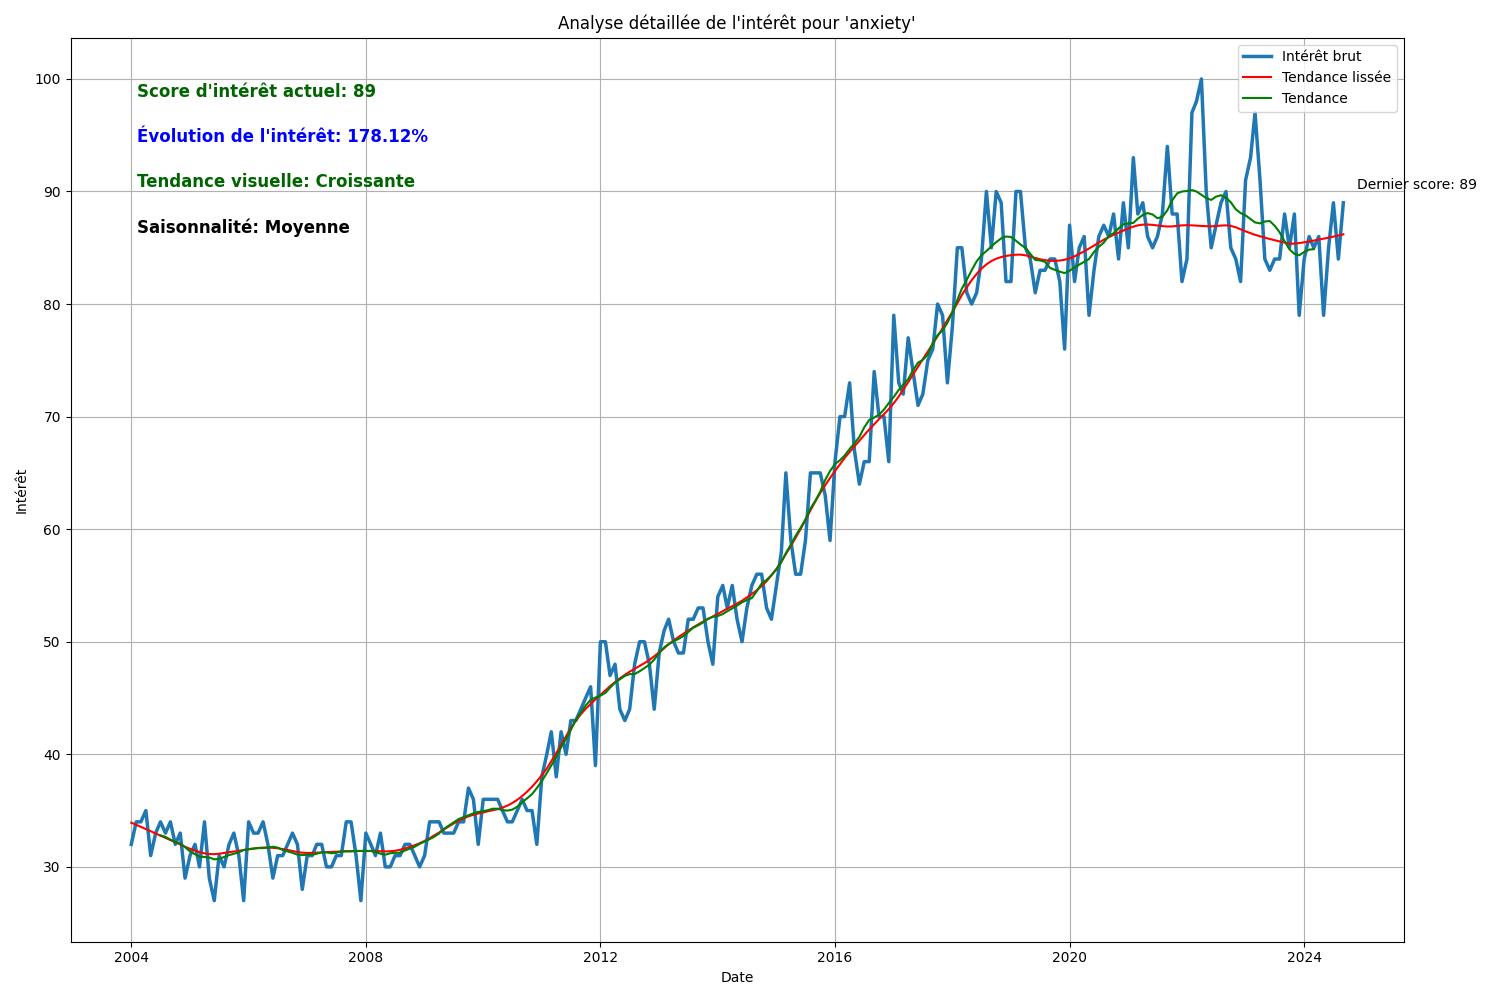 Analyse détaillée de l'intérêt pour 'anxiety'
Intérêt brut
Tendance lissée
Tendance
Score d'intérêt actuel: 89
Évolution de l'intérêt: 178.12%
Tendance visuelle: Croissante
Saisonnalité: Moyenne
Dernier score: 89
100
90
80
70
60
50
40
30
Intérêt
2004 2008 2012 2016 2020 2024
Date